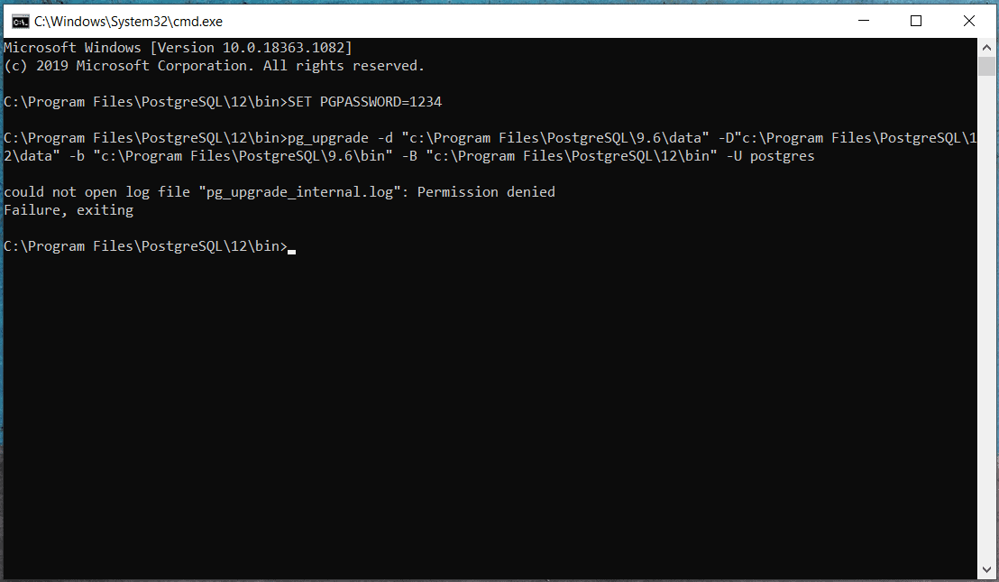 C:\Windows\System32\cmd.exe
Microsoft Windows [Version 10.0.18363.1082]
(c) 2019 Microsoft Corporation. All rights reserved.
C:\Program Files\PostgreSQL\12\bin>SET PGPASSWORD=1234
C:\Program Files\PostgreSQL\12\bin>pg_upgrade -d "c:\Program Files\PostgreSQL\9.6\data" -D"c:\Program Files\PostgreSQL\1
2\data" -b "c:\Program Files\PostgreSQL\9.6\bin" -B "c:\Program Files\PostgreSQL\12\bin" -U postgres
could not open log file "pg_upgrade_internal.log": Permission denied
Failure, exiting
C:\Program Files\PostgreSQL\12\bin>